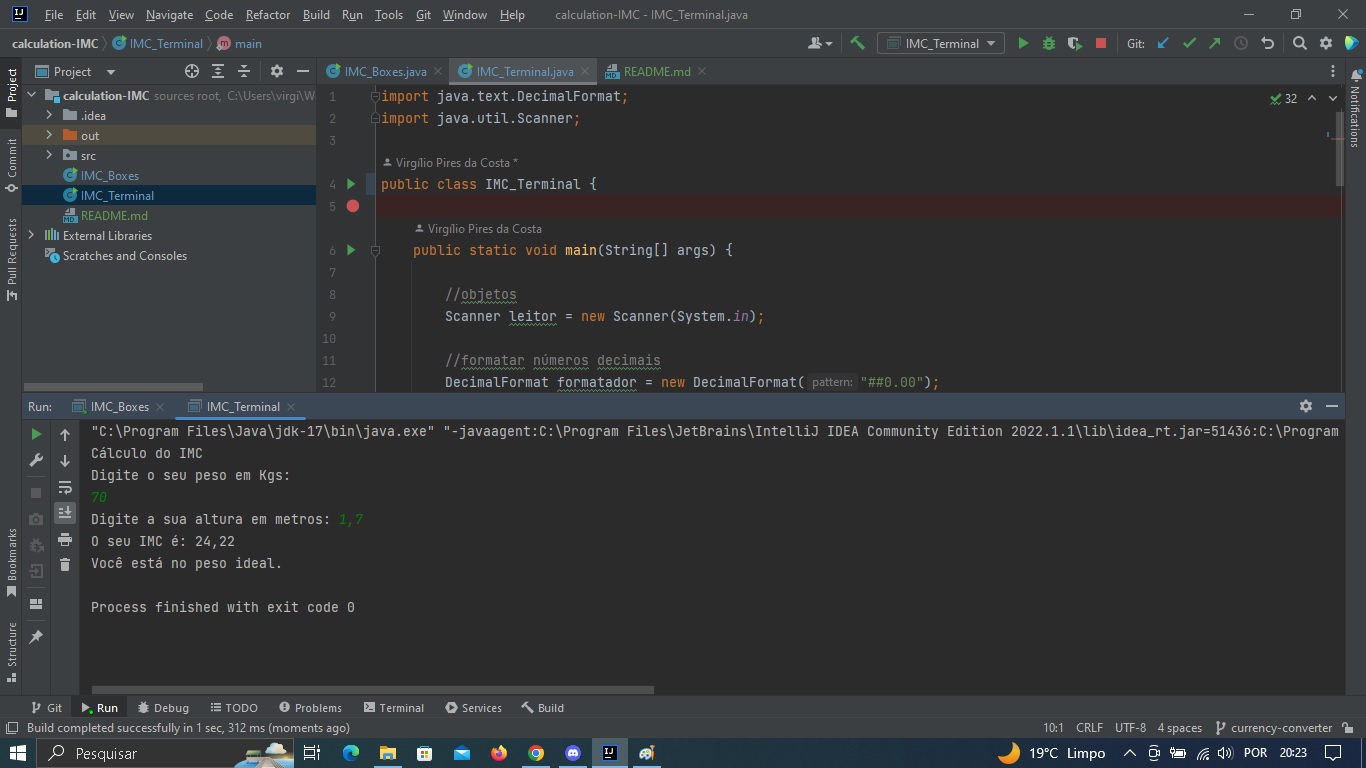 File Edit View Navigate Code Refactor Build Run Tools Git Window Help calculation-IMC - IMC_Terminal.java
calculation-IMC IMC_Terminal main IMC_Terminal Git:
Project
IMC_Boxes.java IMC_Terminal.java README.md
calculation-IMC sources root, C:\Users\virgi\W
.idea
out
src
IMC_Boxes
IMC_Terminal
README.md
External Libraries
Scratches and Consoles
1 import java.text.DecimalFormat;
32
2 import java.util.Scanner;
3
Virgílio Pires da Costa *
4 public class IMC_Terminal {
5
Virgílio Pires da Costa
6 public static void main(String[] args) {
7
8 //objetos
9 Scanner leitor = new Scanner(System.in);
10
11 //formatar números decimais
12 DecimalFormat formatador = new DecimalFormat( pattern: "##0.00");
Project
Commit
Pull Requests
Bookmarks
Structure
Notifications
Run: IMC_Boxes IMC_Terminal
"C:\Program Files\Java\jdk-17\bin\java.exe" "-javaagent:C:\Program Files\JetBrains\IntelliJ IDEA Community Edition 2022.1.1\lib\idea_rt.jar=51436:C:\Program
Cálculo do IMC
Digite o seu peso em Kgs:
70
Digite a sua altura em metros: 1,7
O seu IMC é: 24,22
Você está no peso ideal.
Process finished with exit code 0
Git Run Debug TODO Problems Terminal Services Build
Build completed successfully in 1 sec, 312 ms (moments ago) 10:1 CRLF UTF-8 4 spaces currency-converter
Pesquisar 19°C Limpo POR 20:23